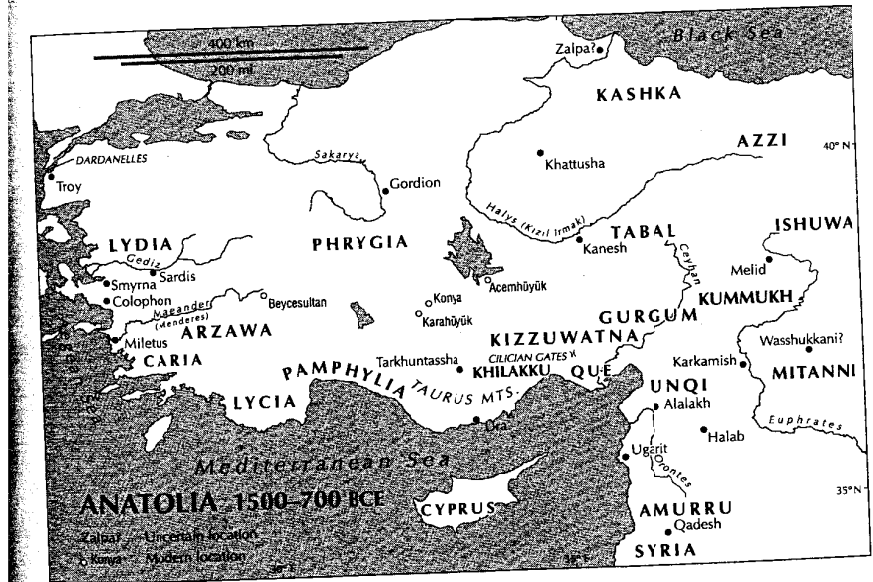 400 km
200 mi
Black Sea
Zalpa?
KASHKA
AZZI
40° N
DARDANELLES
Troy
Sakarya
Gordion
Khattusha
Halys (Kizil Irmak)
Kanesh
TABAL
ISHUWA
LYDIA
PHRYGIA
Gediz
Sardis
Smyrna
Colophon
Ceyhan
Melid
KUMMUKH
Acemhüyük
Konya
Karahüyük
Beycesultan
Maeander
(Menderes)
ARZAWA
Miletus
CARIA
GURGUM
KIZZUWATNA
CILICIAN GATES
Wasshukkani?
MITANNI
Karkamish
Tarkhuntassha
KHILAKKU
QUE
PAMPHYLIA
TAURUS MTS.
LYCIA
UNQI
Alalakh
Euphrates
Halab
Ura
Ugarit
Orontes
Sea
Mediterranean Sea
35° N
ANATOLIA 1500–700 BCE
CYPRUS
AMURRU
Qadesh
SYRIA
Zalpa? Uncertain location
Konya Modern location